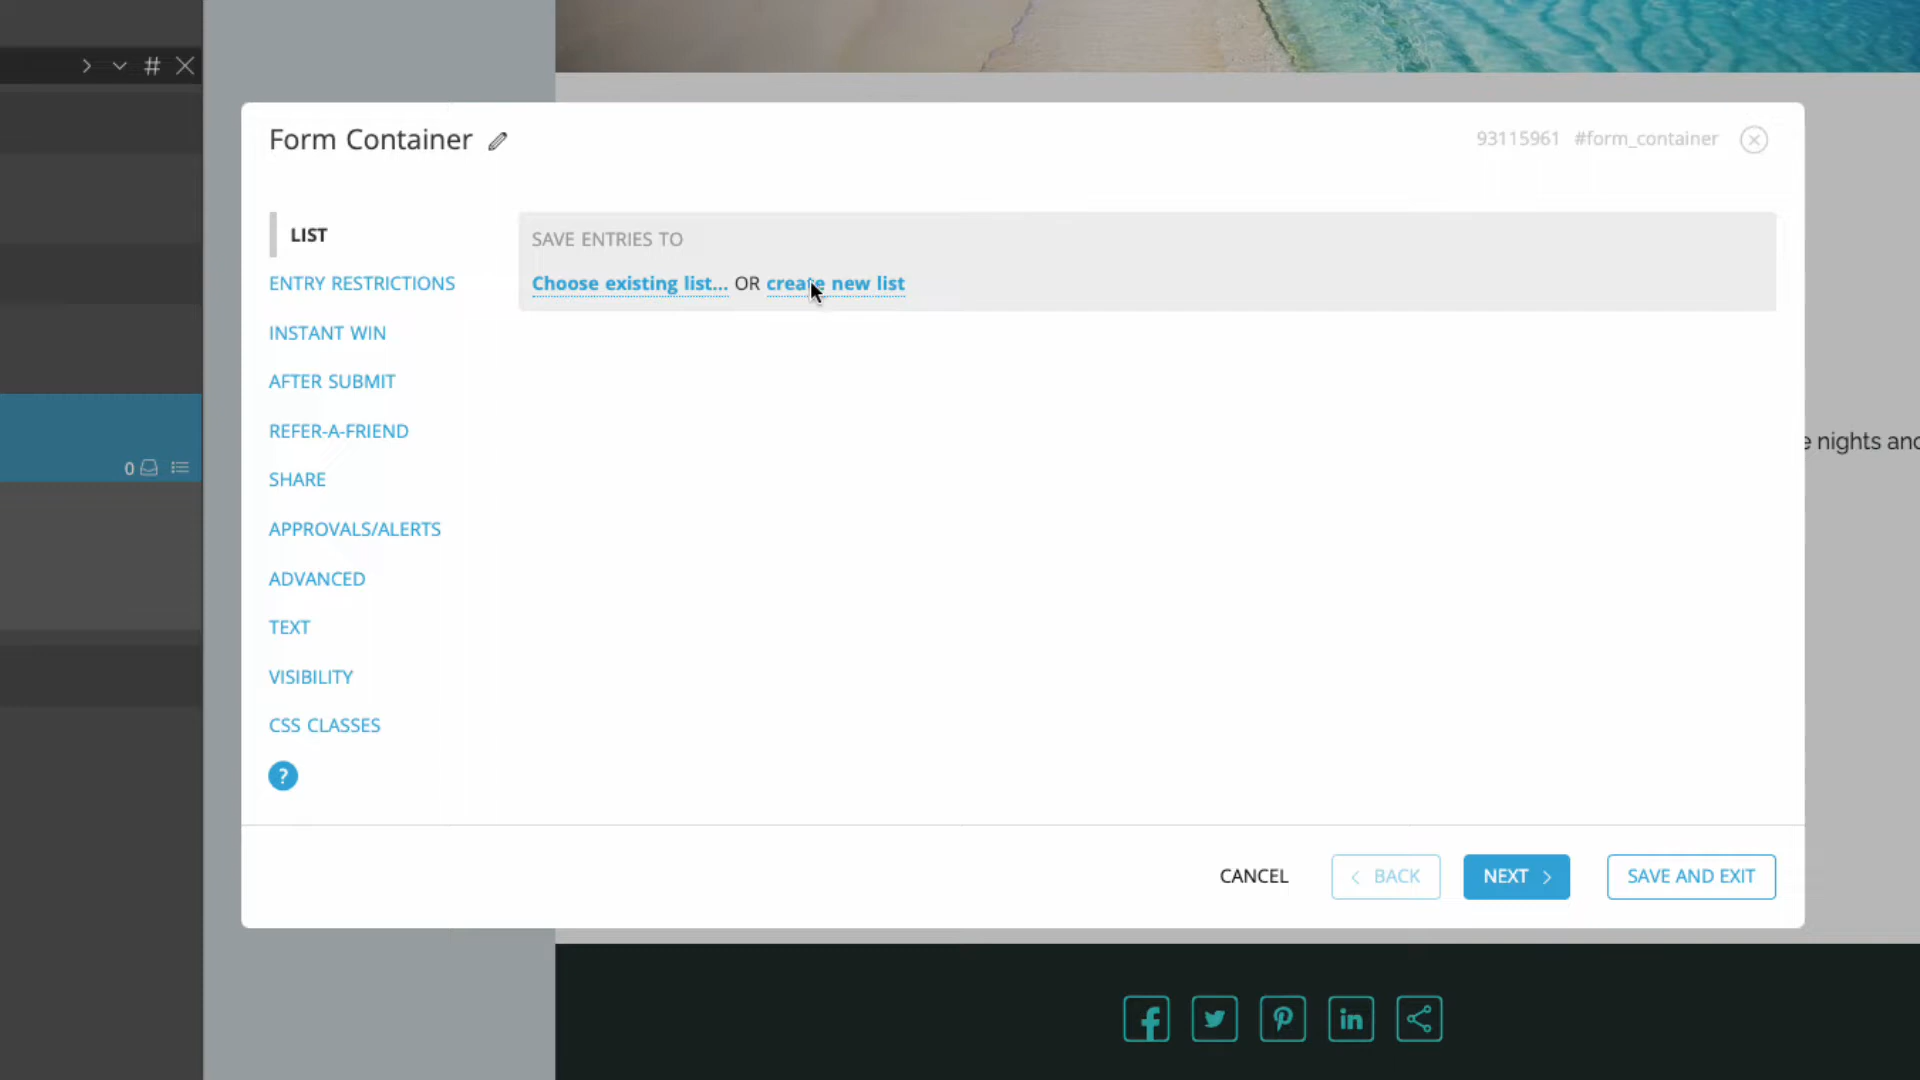 #
Form Container
93115961 #form_container
LIST
SAVE ENTRIES TO
Choose existing list... OR create new list
ENTRY RESTRICTIONS
INSTANT WIN
AFTER SUBMIT
REFER-A-FRIEND
e nights and
0
SHARE
APPROVALS/ALERTS
ADVANCED
TEXT
VISIBILITY
CSS CLASSES
?
CANCEL
BACK
NEXT
SAVE AND EXIT